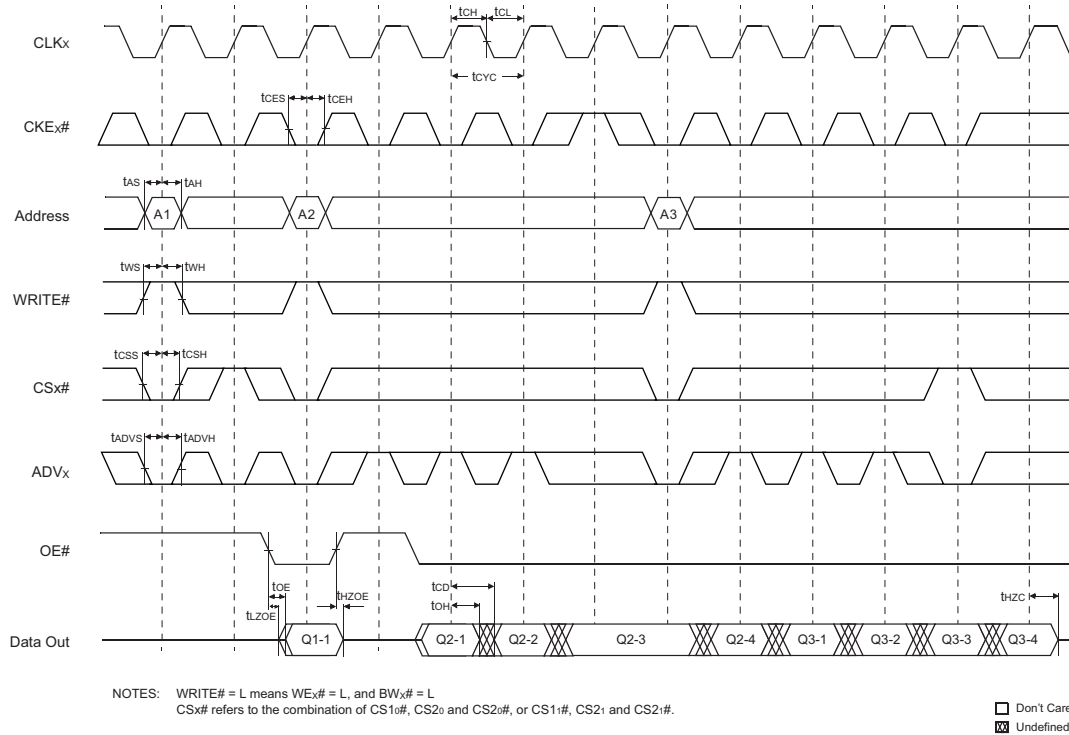 tCH tCL
CLKx
tCYC
tCES tCEH
CKEx#
tAS tAH
Address A1 A2 A3
tWS tWH
WRITE#
tCSS tCSH
CSx#
tADVS tADVH
ADVx
OE#
tOE tHZOE tCD tHZC
tLZOE tOH
Data Out Q1-1 Q2-1 Q2-2 Q2-3 Q2-4 Q3-1 Q3-2 Q3-3 Q3-4
NOTES: WRITE# = L means WEx# = L, and BWx# = L
CSx# refers to the combination of CS10#, CS20 and CS20#, or CS11#, CS21 and CS21#.
Don't Care
Undefined